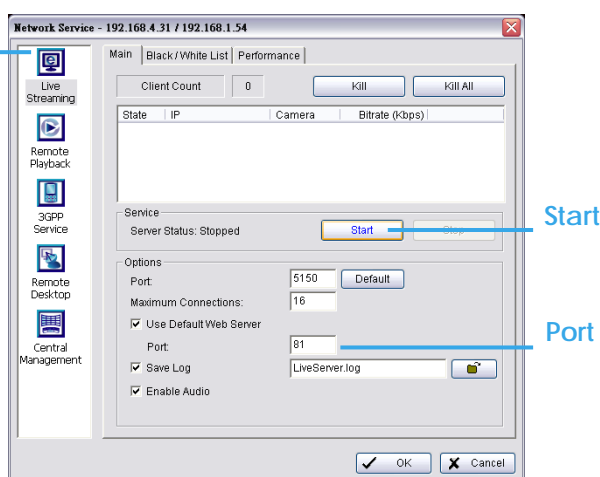 Network Service - 192.168.4.31 / 192.168.1.54
Live
Streaming
Remote
Playback
3GPP
Service
Remote
Desktop
Central
Management
Main Black / White List Performance
Client Count 0 Kill Kill All
State IP Camera Bitrate (Kbps)
Service
Server Status: Stopped Start Stop
Start
Options
Port: 5150 Default
Maximum Connections: 16
Use Default Web Server
Port: 81
Port
Save Log LiveServer.log
Enable Audio
OK Cancel